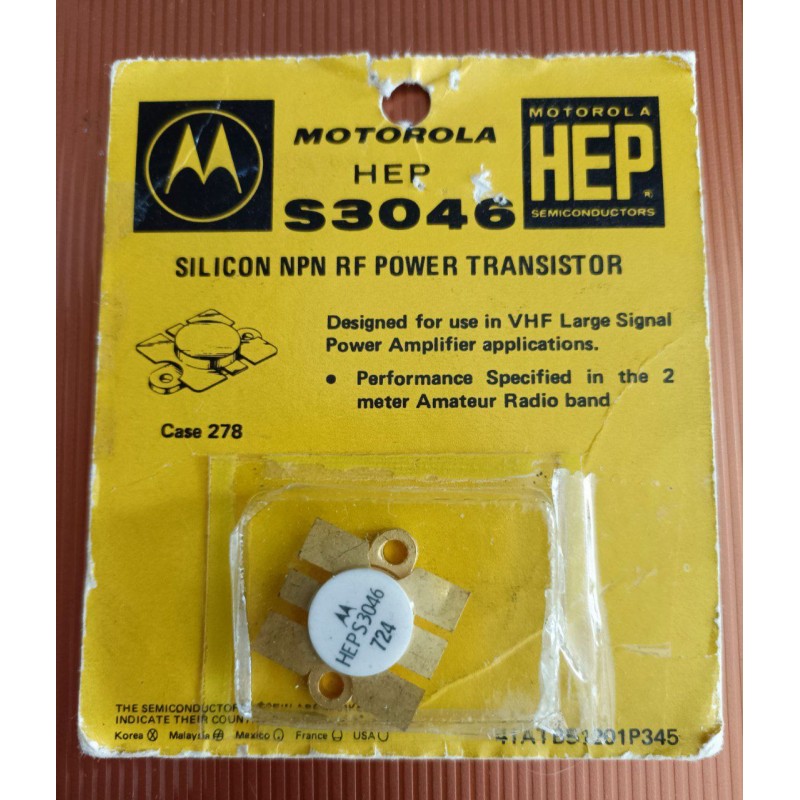 MOTOROLA
HEP
S3046
MOTOROLA
HEP
®
SEMICONDUCTORS
SILICON NPN RF POWER TRANSISTOR
Designed for use in VHF Large Signal
Power Amplifier applications.
• Performance Specified in the 2
meter Amateur Radio band
Case 278
HEPS3046
724
THE SEMICONDUCTOR
INDICATE THEIR COUNT
Korea Malaysia Mexico France USA
1201P345